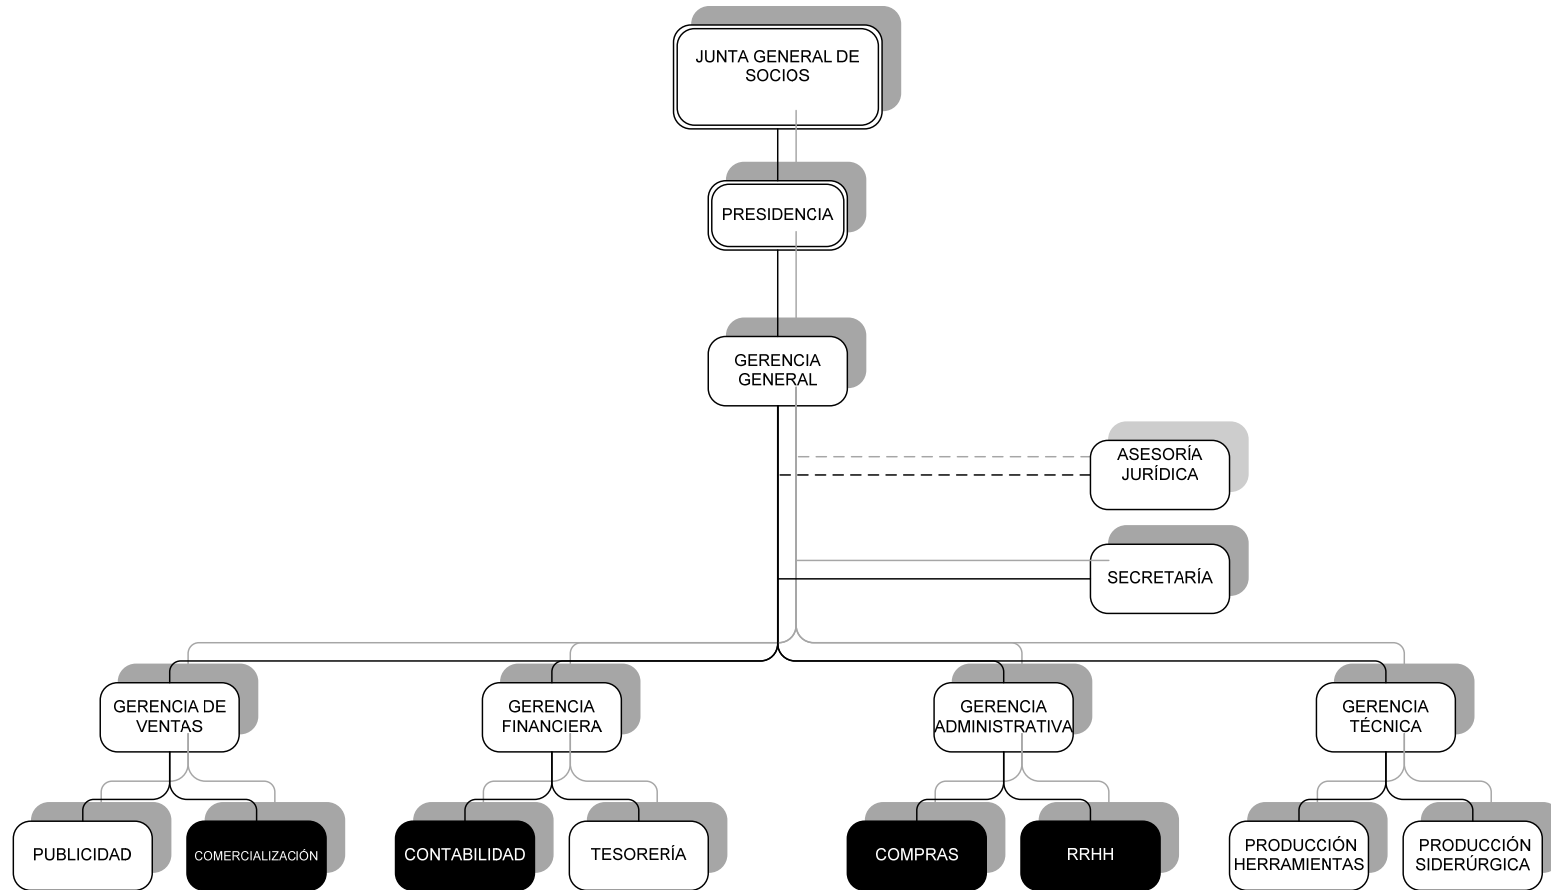 JUNTA GENERAL DE
SOCIOS
PRESIDENCIA
GERENCIA
GENERAL
ASESORÍA
JURÍDICA
SECRETARÍA
GERENCIA DE
VENTAS
GERENCIA
FINANCIERA
GERENCIA
ADMINISTRATIVA
GERENCIA
TÉCNICA
PUBLICIDAD
COMERCIALIZACIÓN
CONTABILIDAD
TESORERÍA
COMPRAS
RRHH
PRODUCCIÓN
HERRAMIENTAS
PRODUCCIÓN
SIDERÚRGICA